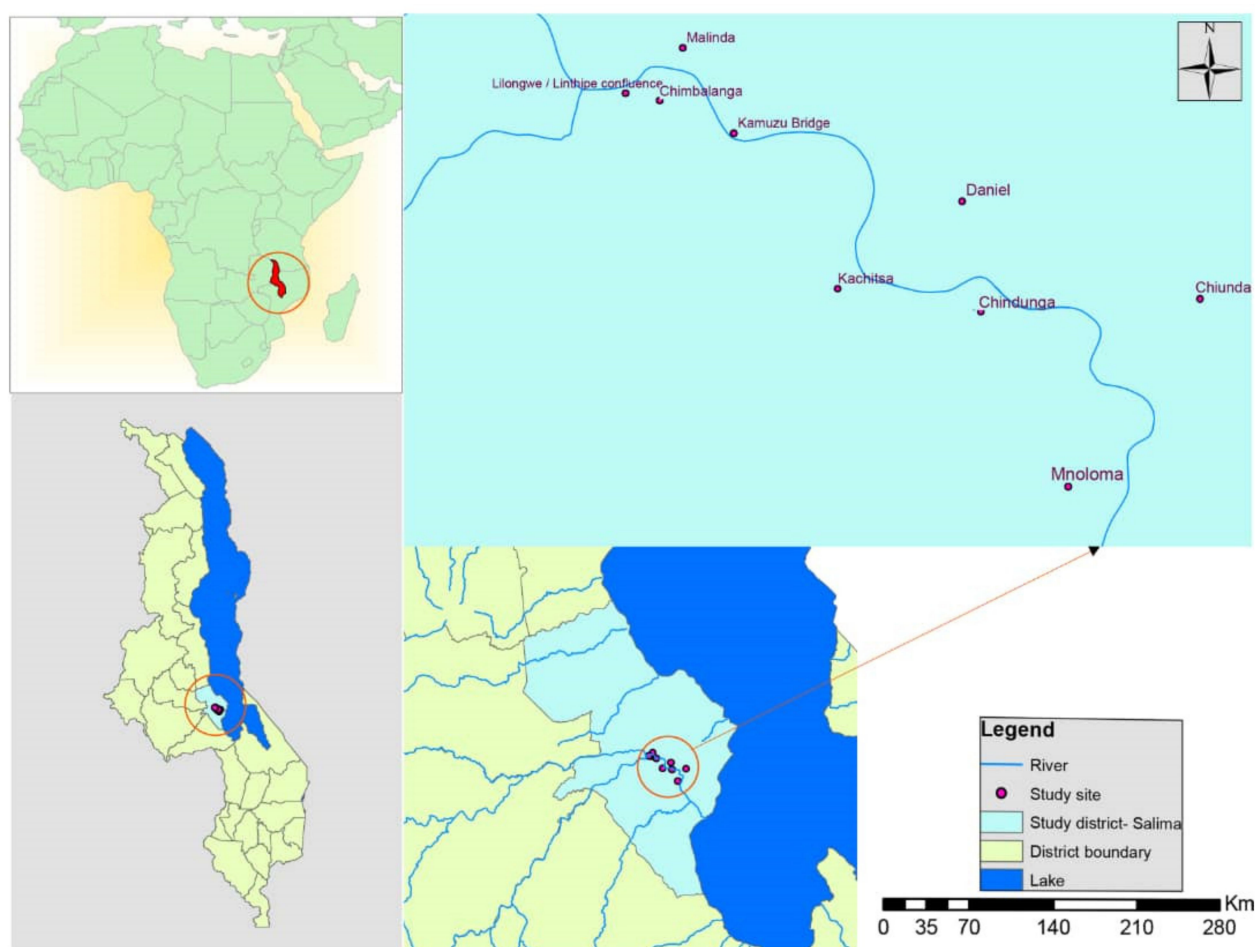 N
Malinda
Lilongwe / Linthipe confluence
Chimbalanga
Kamuzu Bridge
Daniel
Kachitsa
Chiunda
Chindunga
Mnoloma
Legend
River
Study site
Study district- Salima
District boundary
Lake
Km
0 35 70 140 210 280